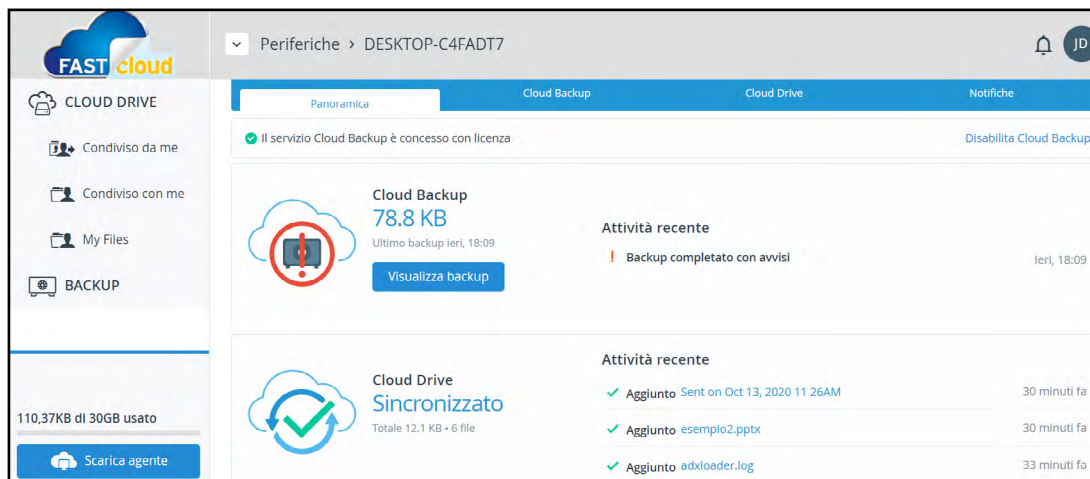 FAST cloud
Periferiche > DESKTOP-C4FADT7
JD
CLOUD DRIVE
Condiviso da me
Condiviso con me
My Files
BACKUP
110,37KB di 30GB usato
Scarica agente
Panoramica
Cloud Backup
Cloud Drive
Notifiche
Il servizio Cloud Backup è concesso con licenza
Disabilita Cloud Backup
Cloud Backup
78.8 KB
Ultimo backup ieri, 18:09
Visualizza backup
Attività recente
! Backup completato con avvisi
Ieri, 18:09
Cloud Drive
Sincronizzato
Totale 12.1 KB • 6 file
Attività recente
Aggiunto Sent on Oct 13, 2020 11 26AM
30 minuti fa
Aggiunto esempio2.pptx
30 minuti fa
Aggiunto adxloader.log
33 minuti fa